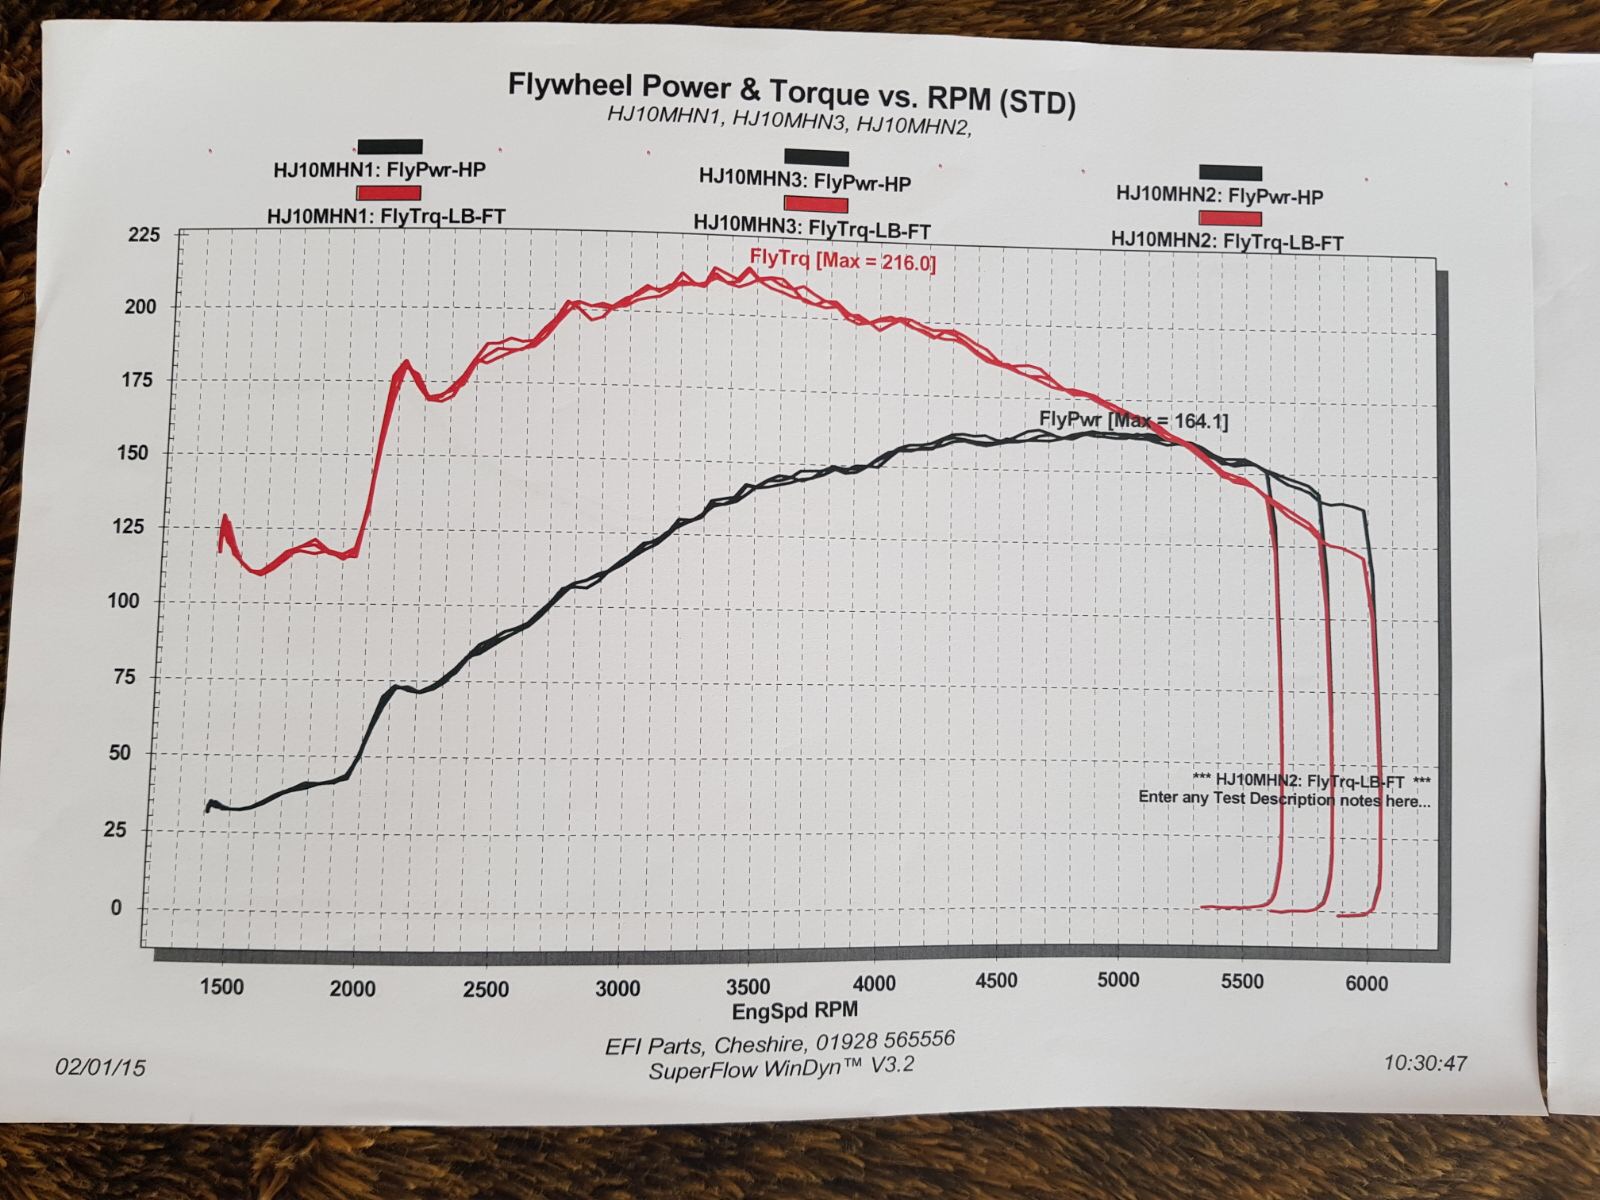 Flywheel Power & Torque vs. RPM (STD)
HJ10MHN1, HJ10MHN3, HJ10MHN2,
HJ10MHN1: FlyPwr-HP
HJ10MHN1: FlyTrq-LB-FT
HJ10MHN3: FlyPwr-HP
HJ10MHN3: FlyTrq-LB-FT
HJ10MHN2: FlyPwr-HP
HJ10MHN2: FlyTrq-LB-FT
225
200
175
150
125
100
75
50
25
0
FlyTrq [Max = 216.0]
FlyPwr [Max = 164.1]
*** HJ10MHN2: FlyTrq-LB-FT ***
Enter any Test Description notes here...
1500 2000 2500 3000 3500 4000 4500 5000 5500 6000
EngSpd RPM
EFI Parts, Cheshire, 01928 565556
SuperFlow WinDyn™ V3.2
02/01/15
10:30:47